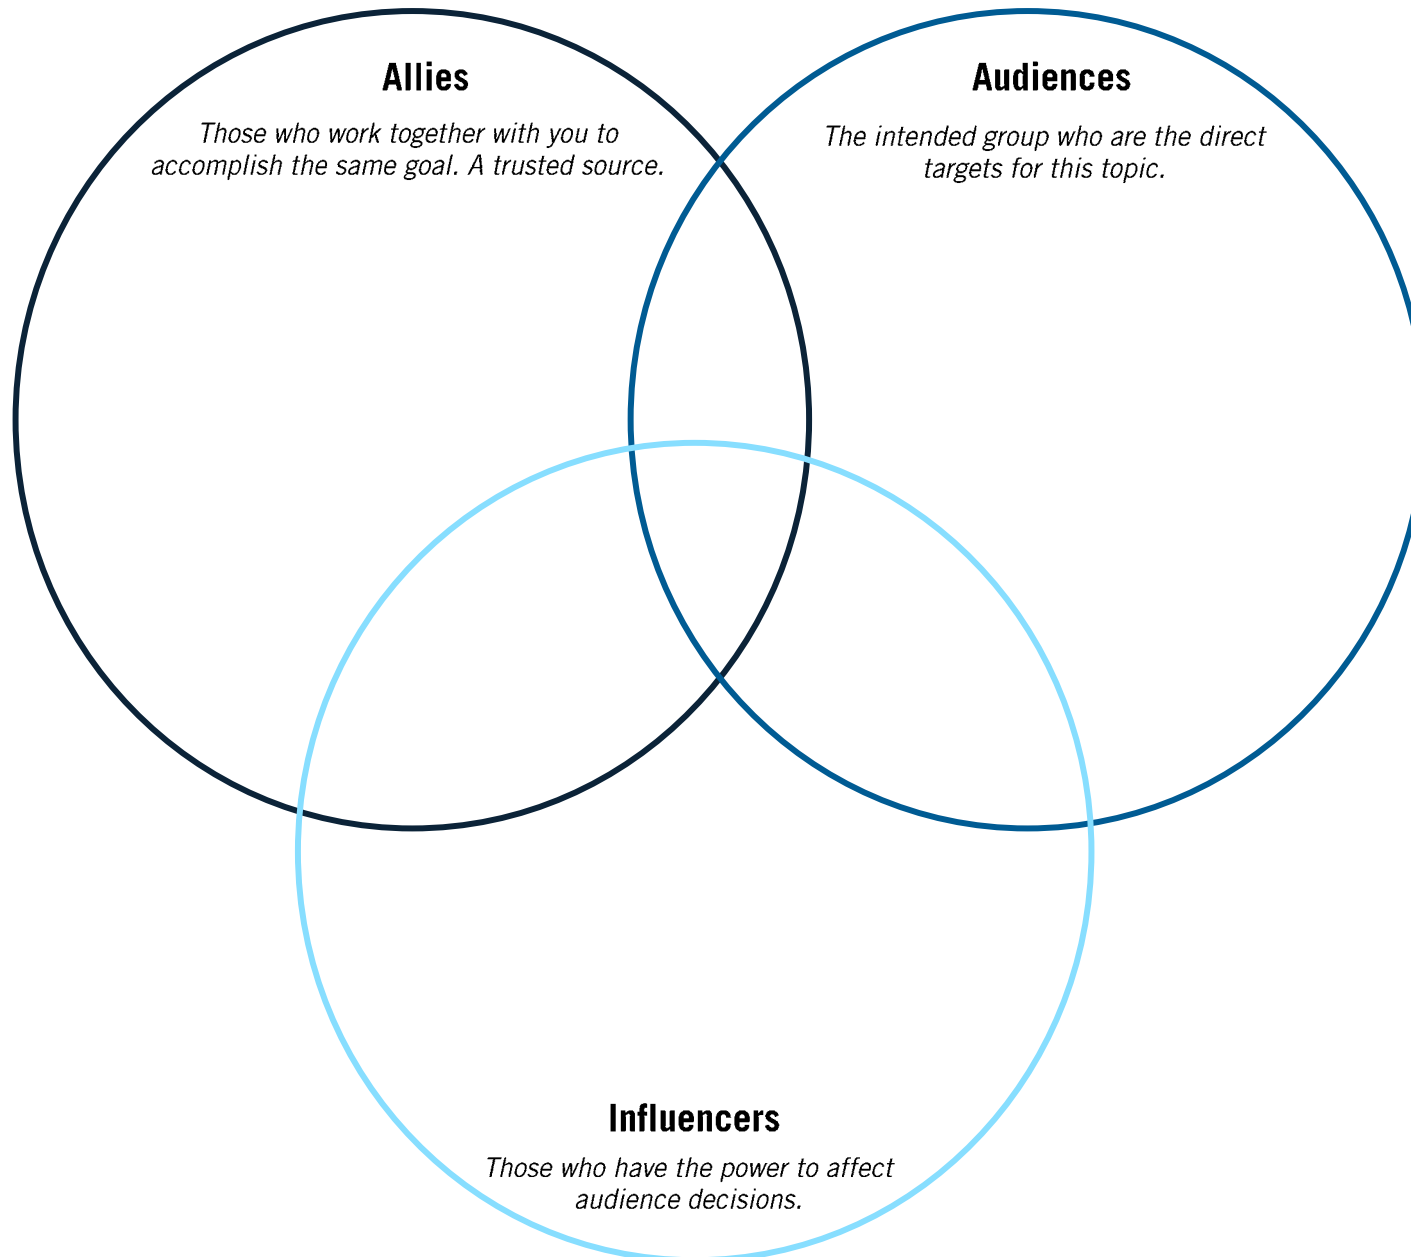 Allies
Those who work together with you to
accomplish the same goal. A trusted source.
Audiences
The intended group who are the direct
targets for this topic.
Influencers
Those who have the power to affect
audience decisions.